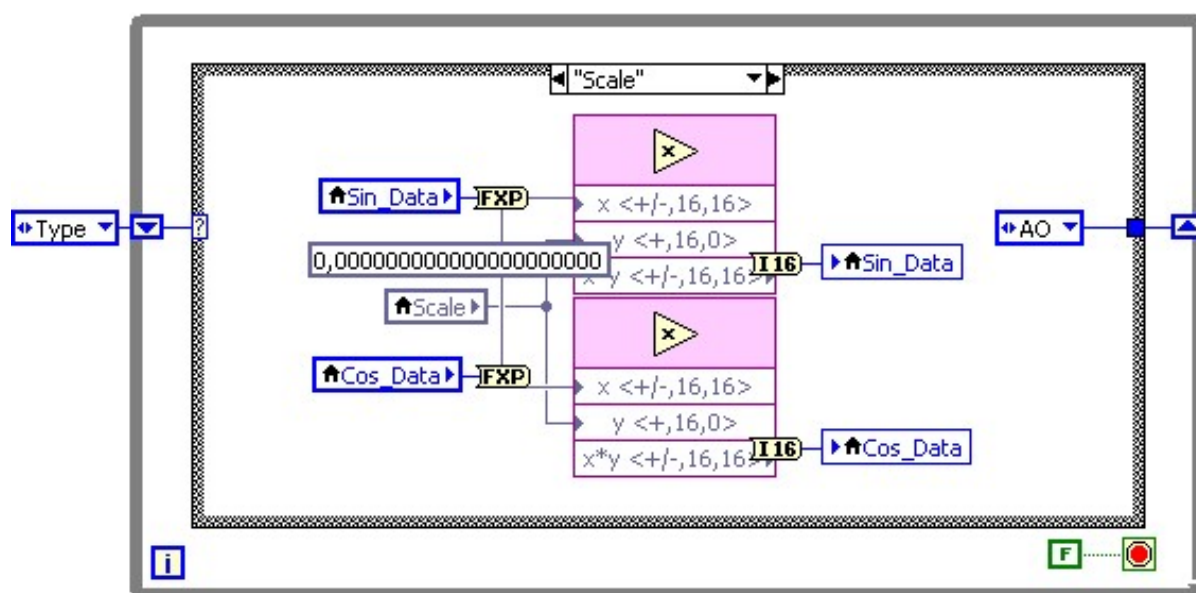 "Scale"
x
Sin_Data
FXP
x <+/-,16,16>
Type
?
y <+,16,0>
AO
0,000000000000000000000
I16
Sin_Data
x*y <+/-,16,16>
Scale
x
Cos_Data
FXP
x <+/-,16,16>
y <+,16,0>
I16
Cos_Data
x*y <+/-,16,16>
i
F